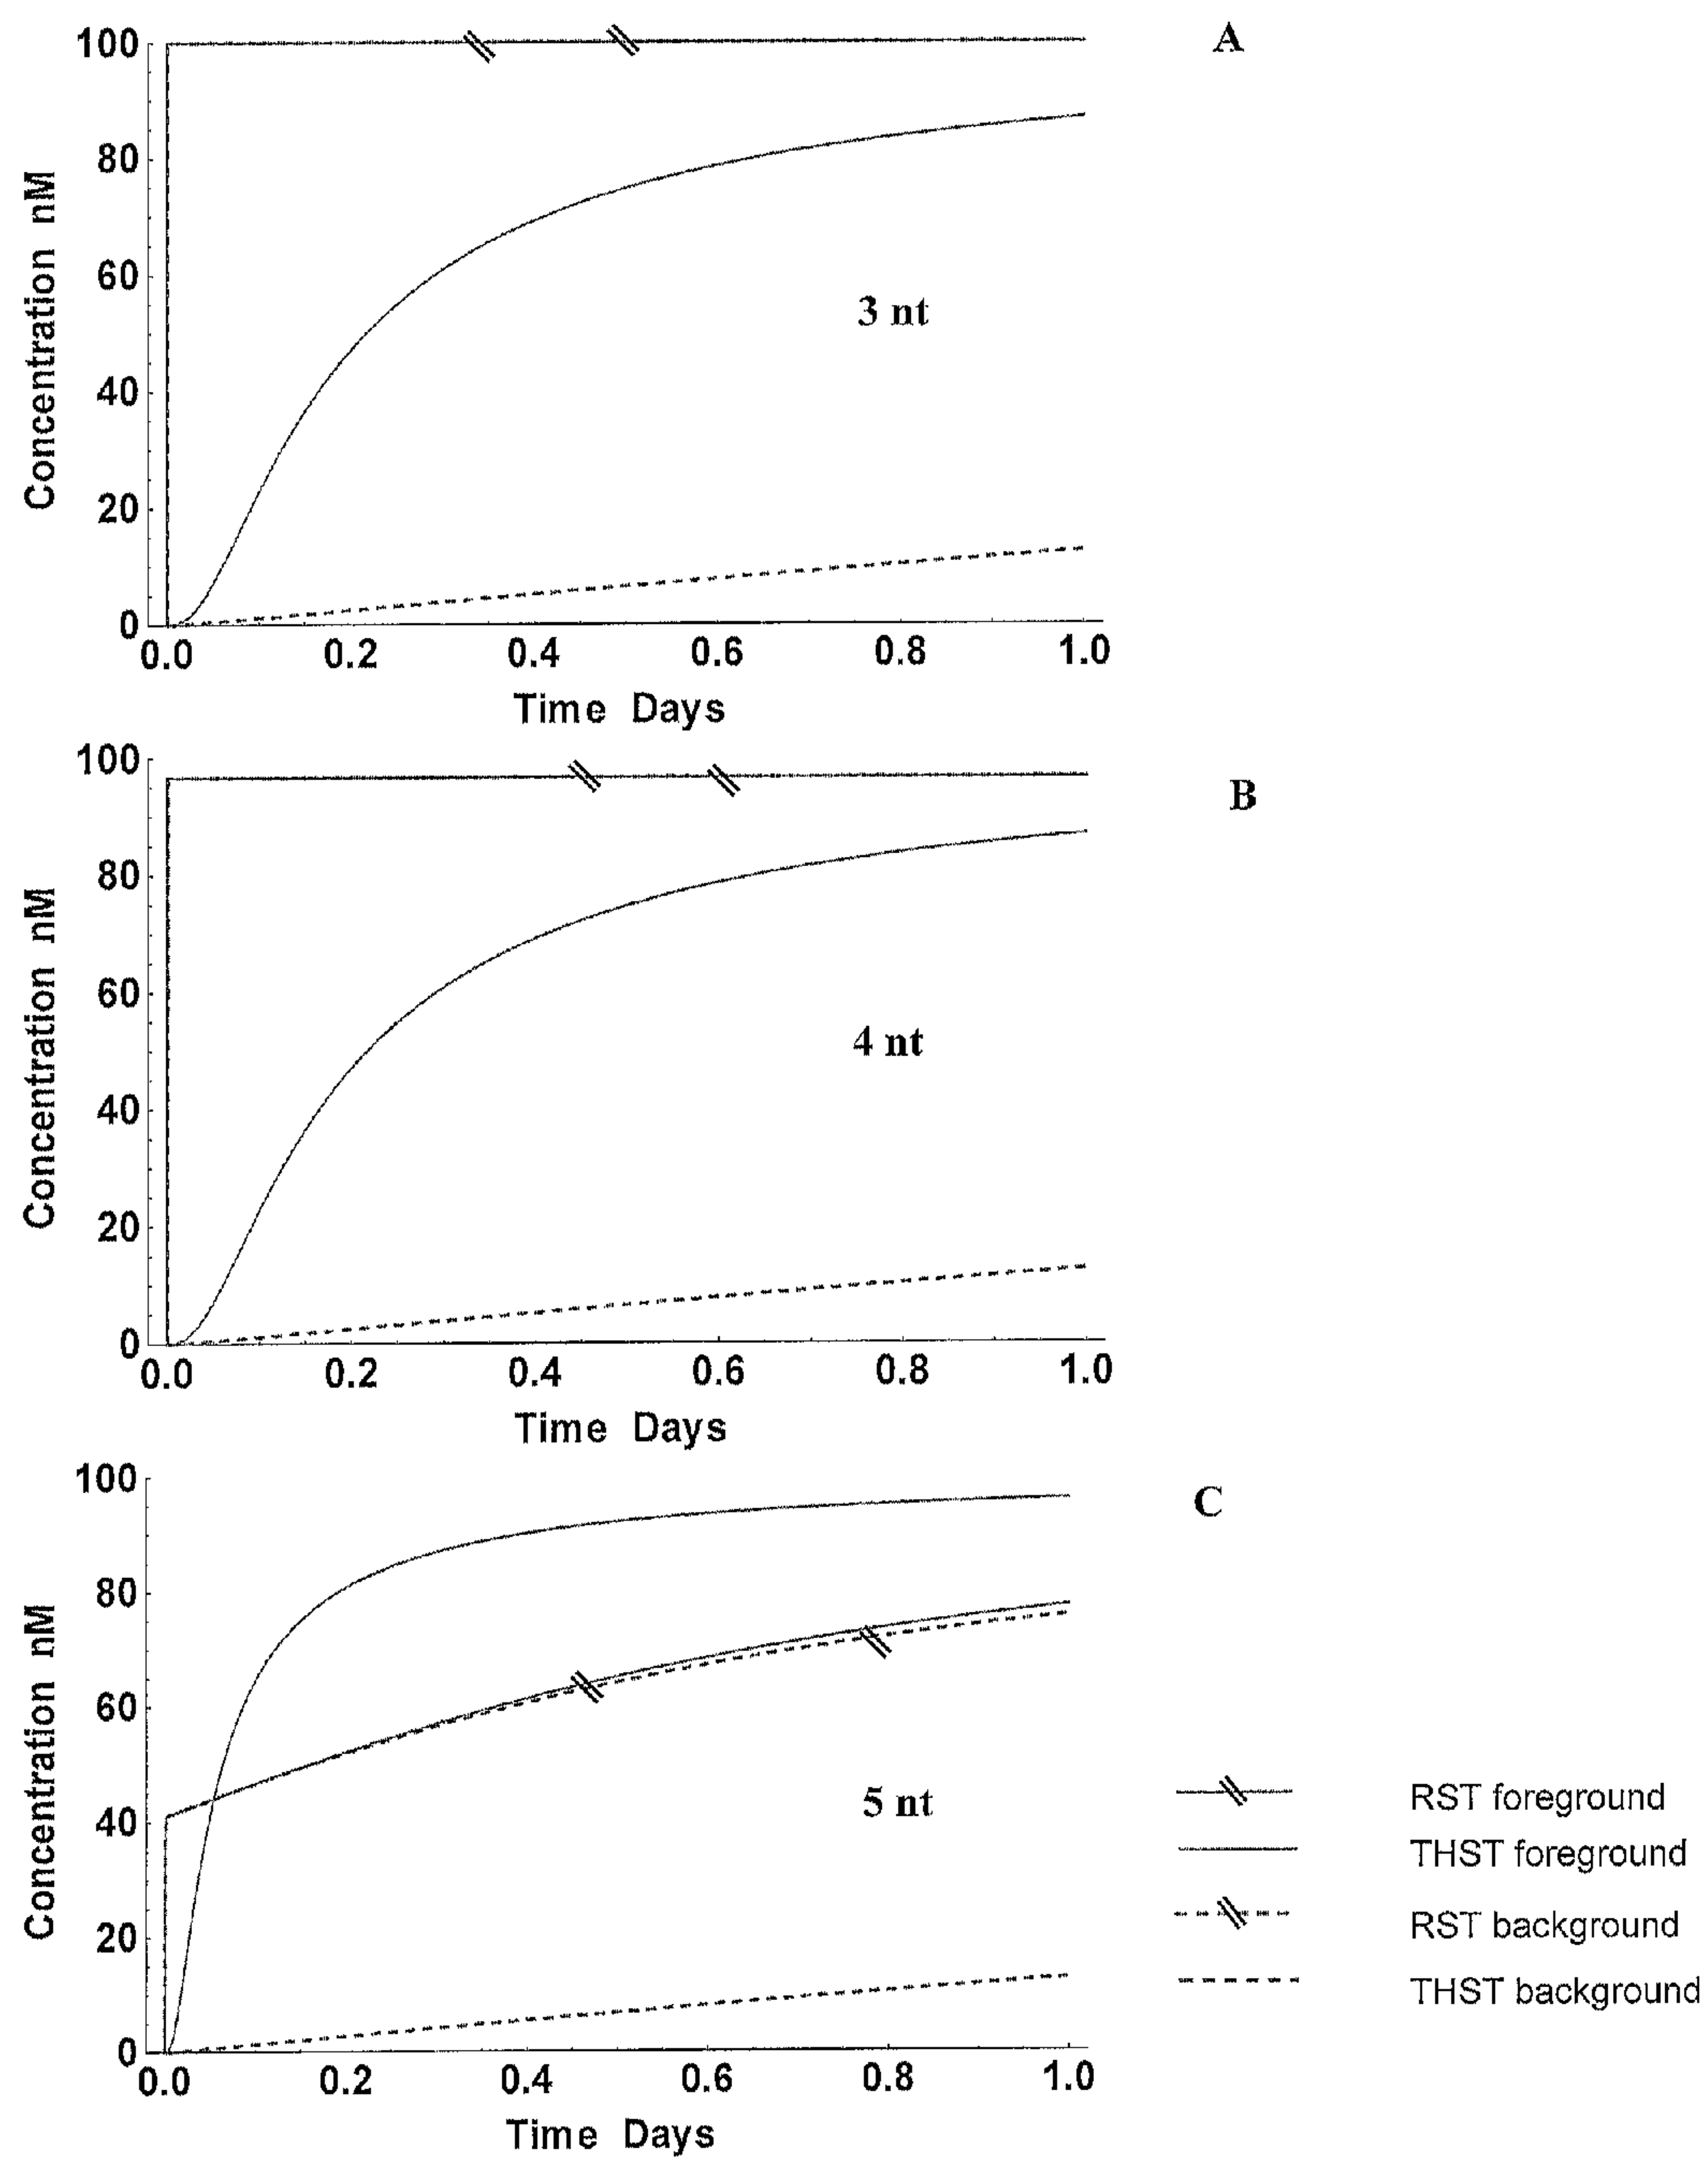 A
100
80
60
40
20
0
Concentration nM
3 nt
0.0 0.2 0.4 0.6 0.8 1.0
Time Days
B
100
80
60
40
20
0
Concentration nM
4 nt
0.0 0.2 0.4 0.6 0.8 1.0
Time Days
C
100
80
60
40
20
0
Concentration nM
5 nt
0.0 0.2 0.4 0.6 0.8 1.0
Time Days
RST foreground
THST foreground
RST background
THST background